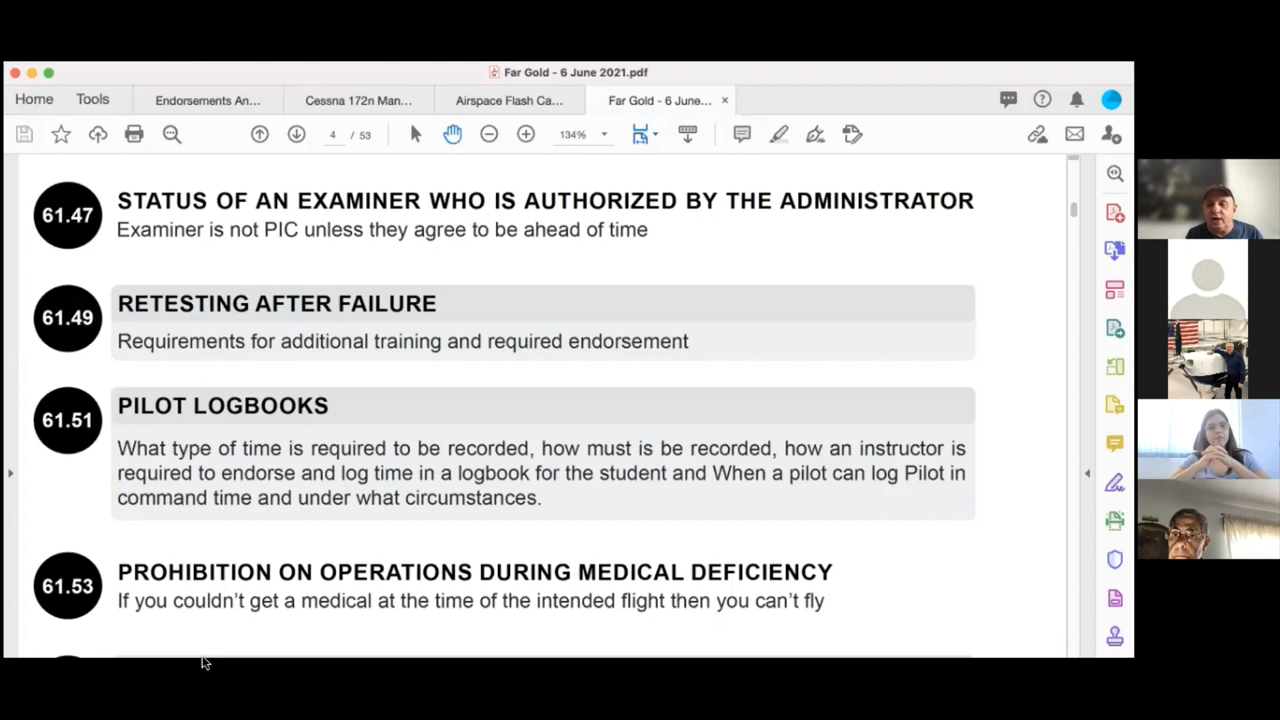 Far Gold - 6 June 2021.pdf
Home Tools Endorsements An... Cessna 172n Man... Airspace Flash Ca... Far Gold - 6 June...
4 / 53 134%
61.47 STATUS OF AN EXAMINER WHO IS AUTHORIZED BY THE ADMINISTRATOR
Examiner is not PIC unless they agree to be ahead of time
61.49 RETESTING AFTER FAILURE
Requirements for additional training and required endorsement
61.51 PILOT LOGBOOKS
What type of time is required to be recorded, how must is be recorded, how an instructor is
required to endorse and log time in a logbook for the student and When a pilot can log Pilot in
command time and under what circumstances.
61.53 PROHIBITION ON OPERATIONS DURING MEDICAL DEFICIENCY
If you couldn't get a medical at the time of the intended flight then you can't fly